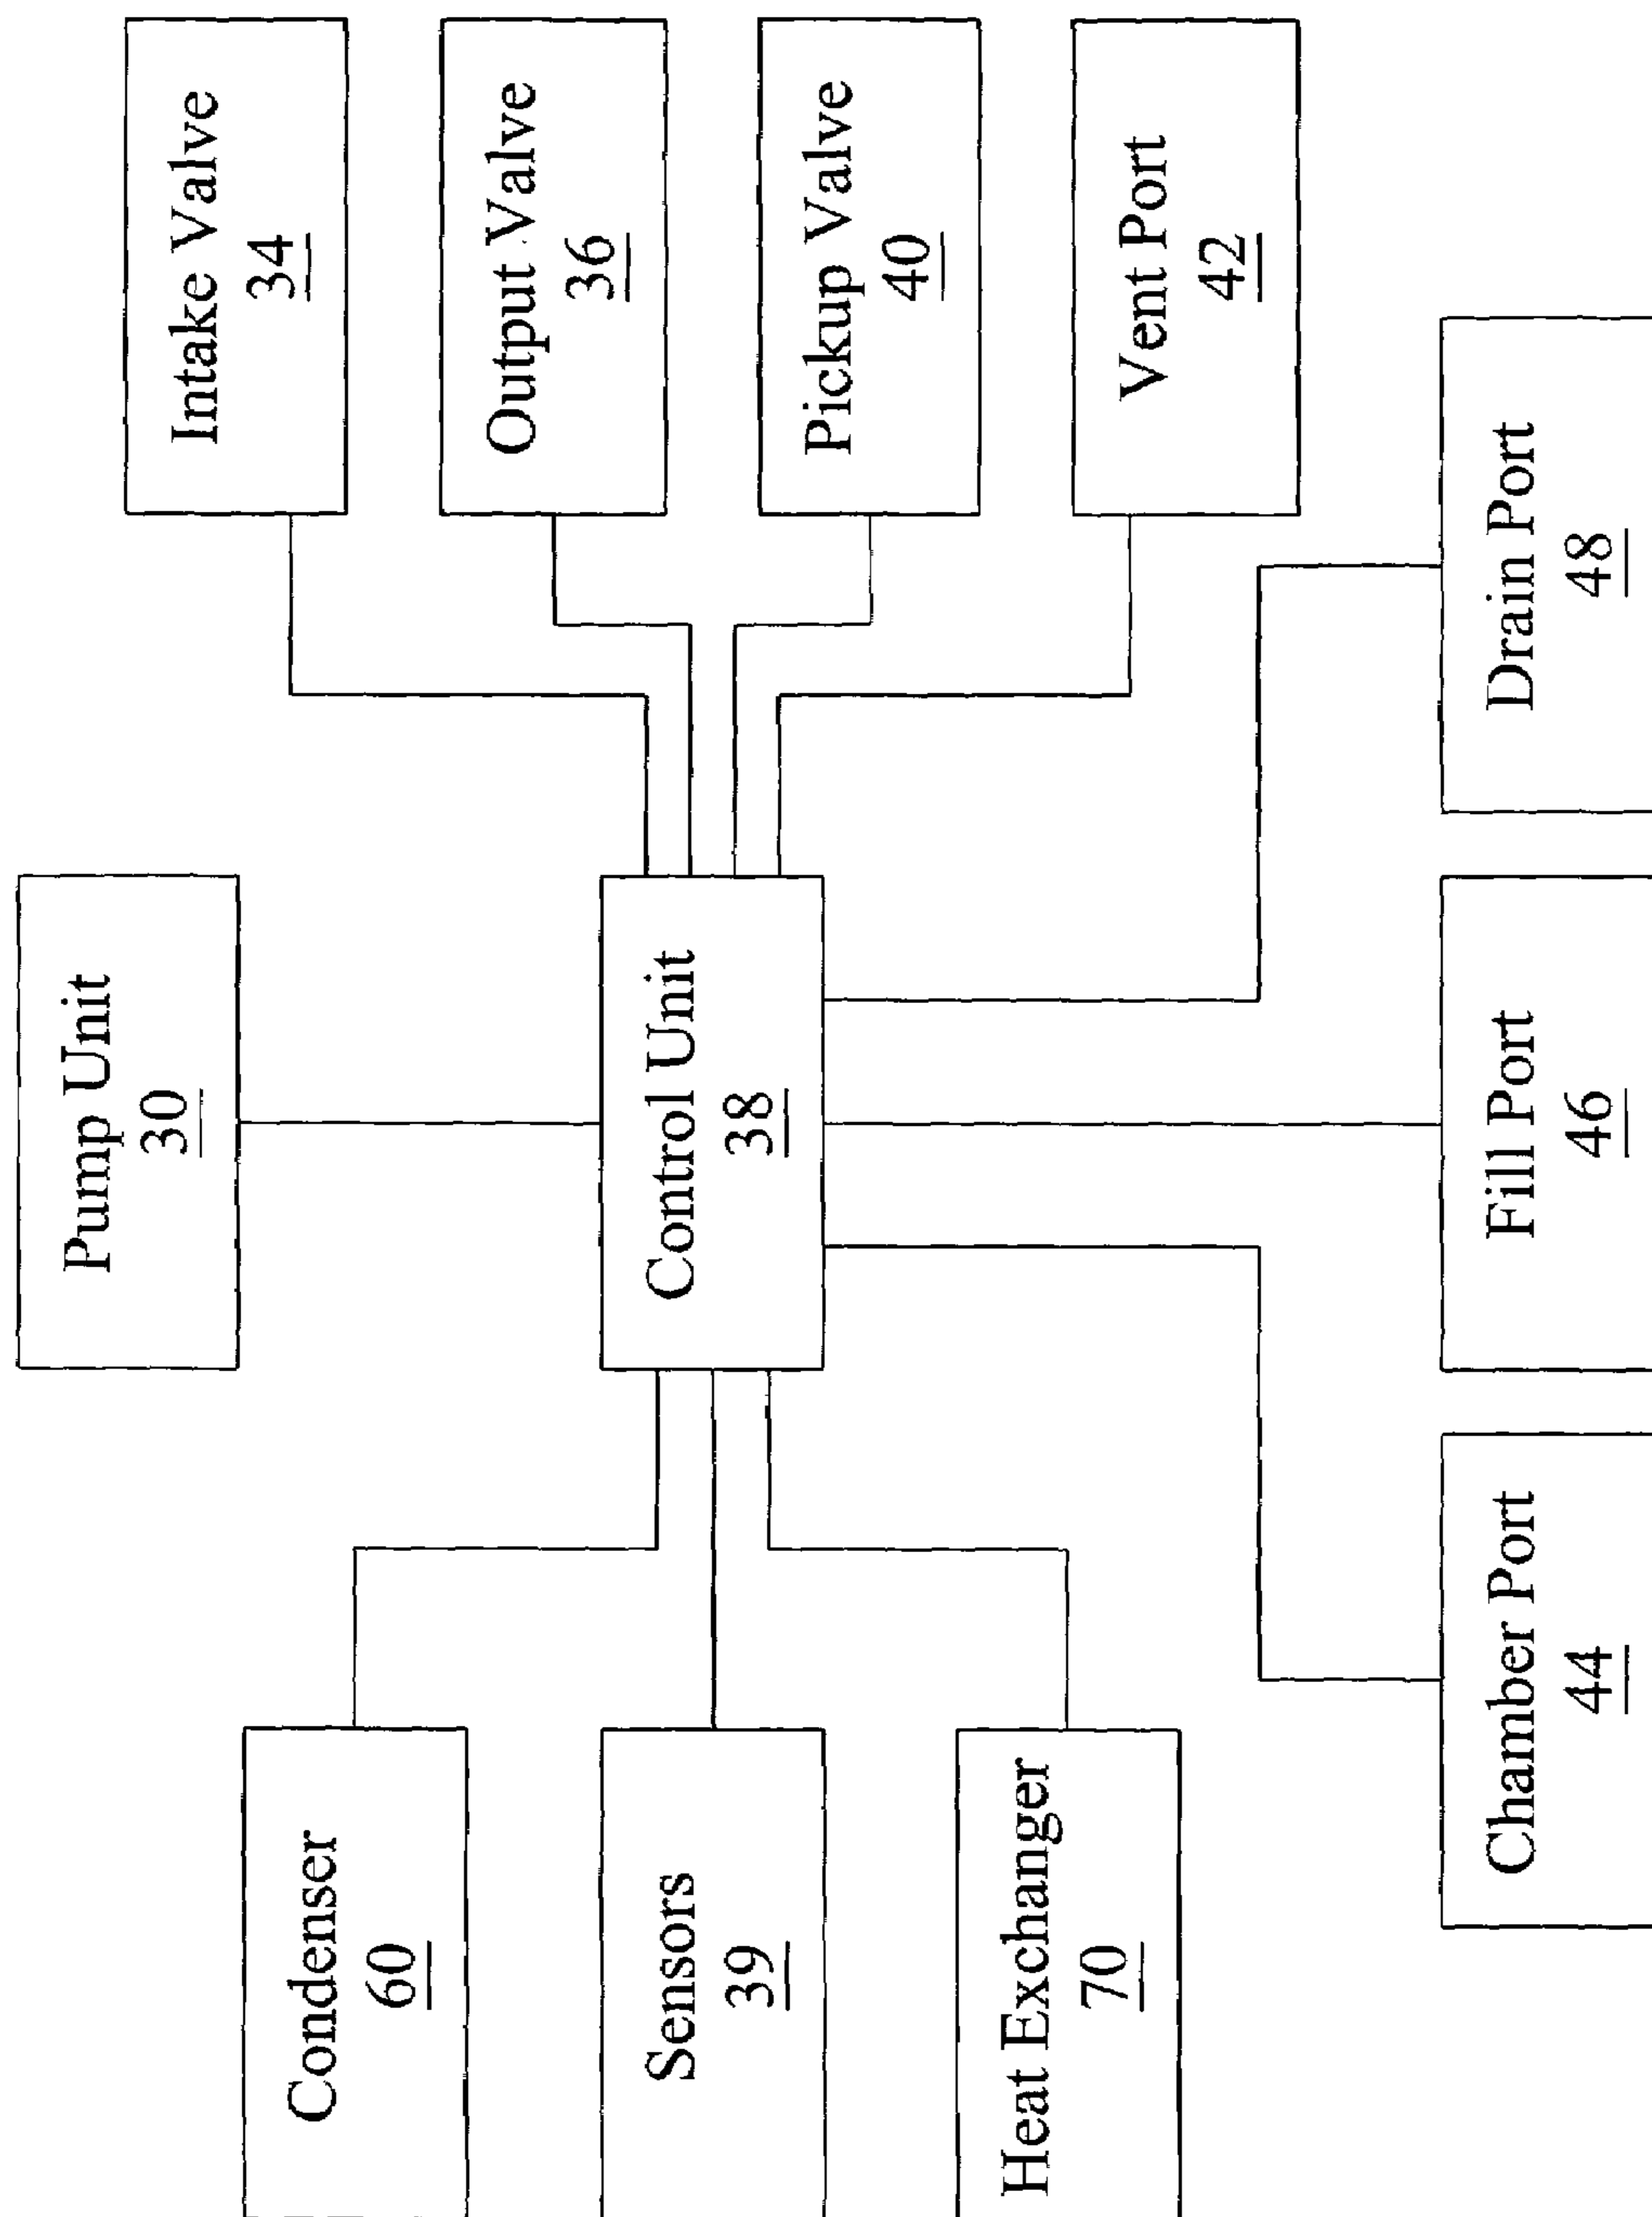 Pump Unit
30
Condenser
60
Intake Valve
34
Output Valve
36
Sensors
39
Control Unit
38
Pickup Valve
40
Heat Exchanger
70
Vent Port
42
Chamber Port
44
Fill Port
46
Drain Port
48